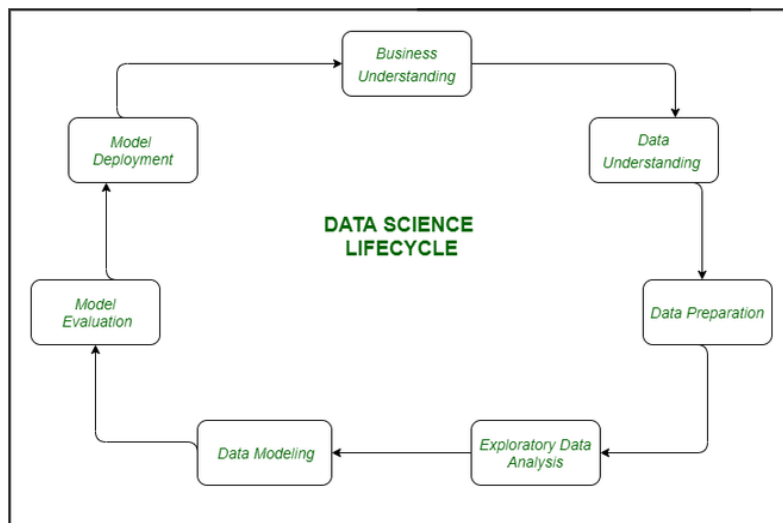 Business
Understanding
Model
Deployment
Data
Understanding
DATA SCIENCE
LIFECYCLE
Model
Evaluation
Data Preparation
Data Modeling
Exploratory Data
Analysis